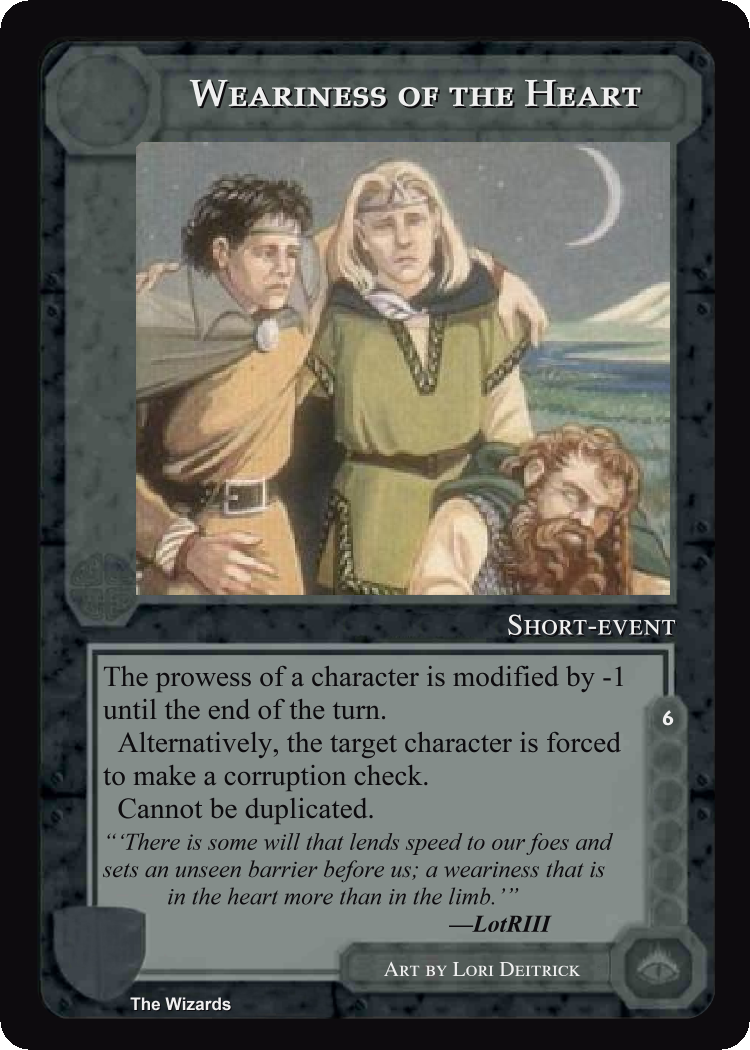 Weariness of the Heart
Short-event
The prowess of a character is modified by -1
until the end of the turn.
Alternatively, the target character is forced
to make a corruption check.
Cannot be duplicated.
6
“‘There is some will that lends speed to our foes and
sets an unseen barrier before us; a weariness that is
in the heart more than in the limb.’”
—LotRIII
Art by Lori Deitrick
The Wizards